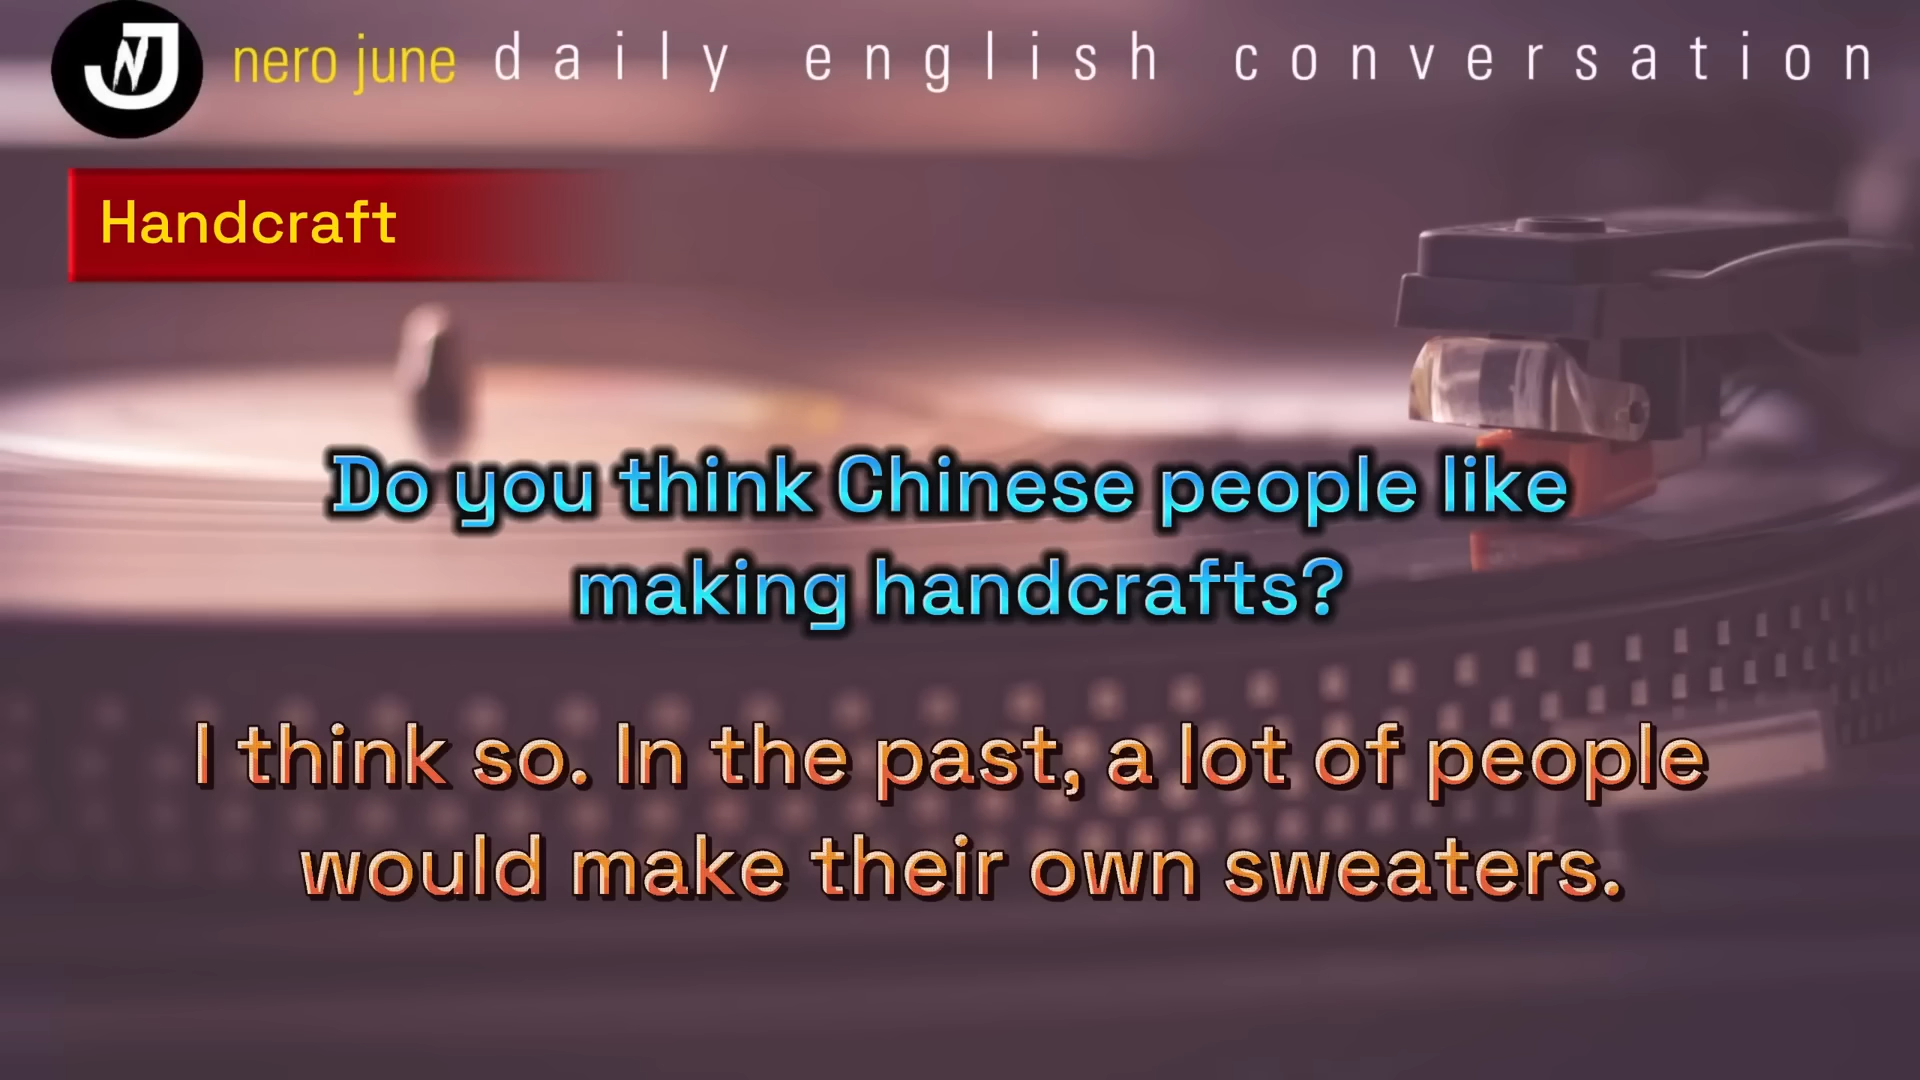 NJ nero june daily english conversation
Handcraft
Do you think Chinese people like
making handcrafts?
I think so. In the past, a lot of people
would make their own sweaters.